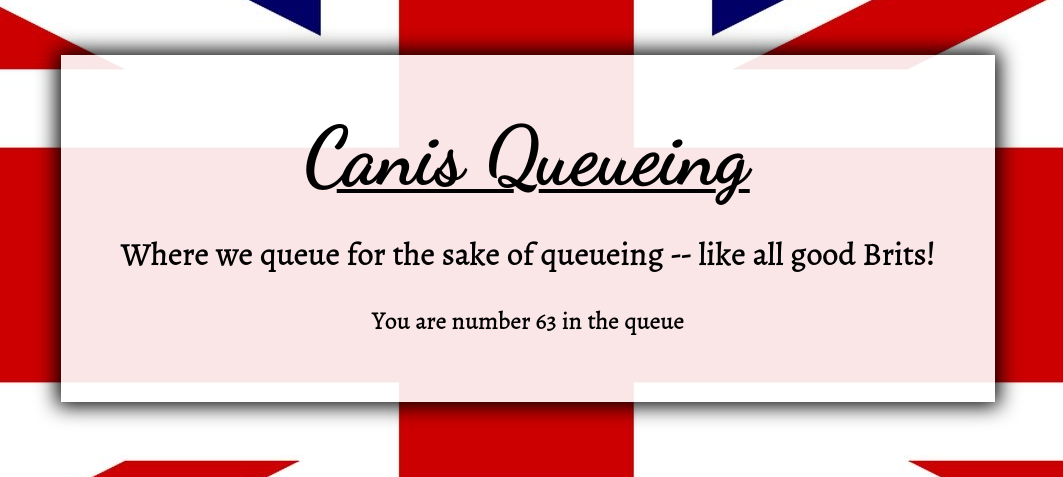 Canis Queueing
Where we queue for the sake of queueing -- like all good Brits!
You are number 63 in the queue